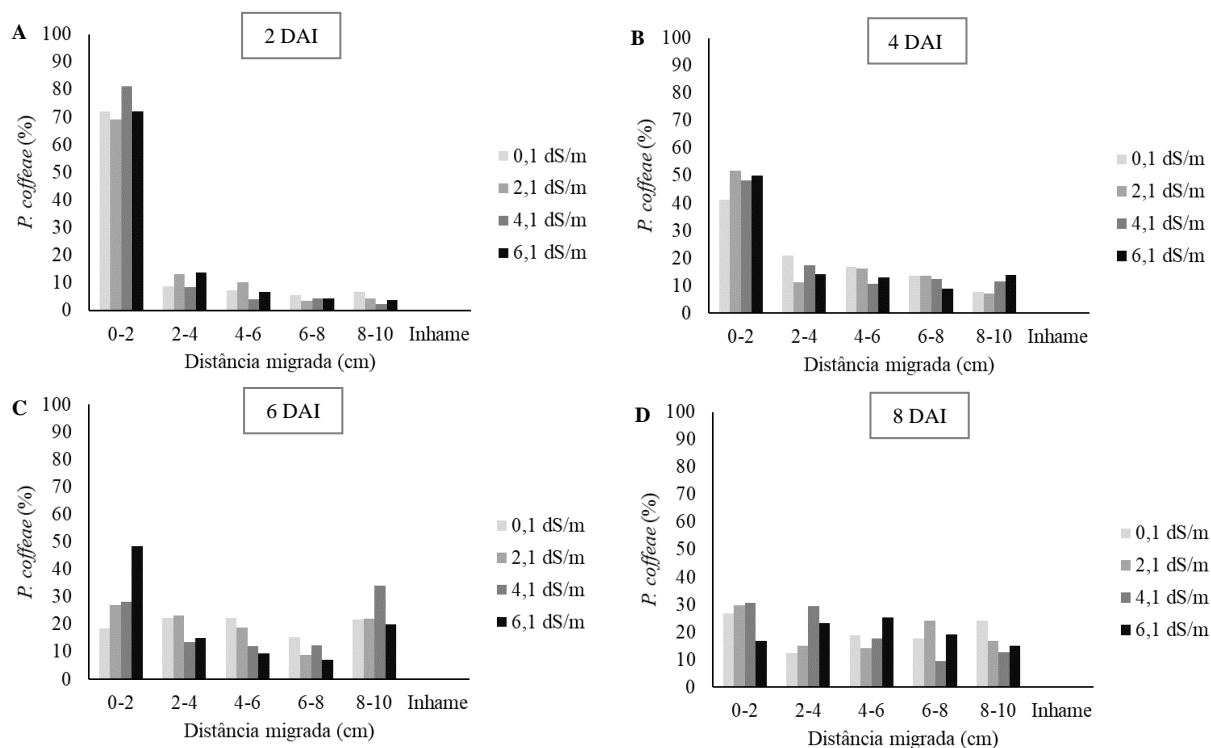 A
2 DAI
100
90
80
70
60
50
40
30
20
10
0
P. coffeae (%)
0-2 2-4 4-6 6-8 8-10 Inhame
Distância migrada (cm)
0,1 dS/m
2,1 dS/m
4,1 dS/m
6,1 dS/m
B
4 DAI
100
90
80
70
60
50
40
30
20
10
0
P. coffeae (%)
0-2 2-4 4-6 6-8 8-10 Inhame
Distância migrada (cm)
0,1 dS/m
2,1 dS/m
4,1 dS/m
6,1 dS/m
C
6 DAI
100
90
80
70
60
50
40
30
20
10
0
P. coffeae (%)
0-2 2-4 4-6 6-8 8-10 Inhame
Distância migrada (cm)
0,1 dS/m
2,1 dS/m
4,1 dS/m
6,1 dS/m
D
8 DAI
100
90
80
70
60
50
40
30
20
10
0
P. coffeae (%)
0-2 2-4 4-6 6-8 8-10 Inhame
Distância migrada (cm)
0,1 dS/m
2,1 dS/m
4,1 dS/m
6,1 dS/m